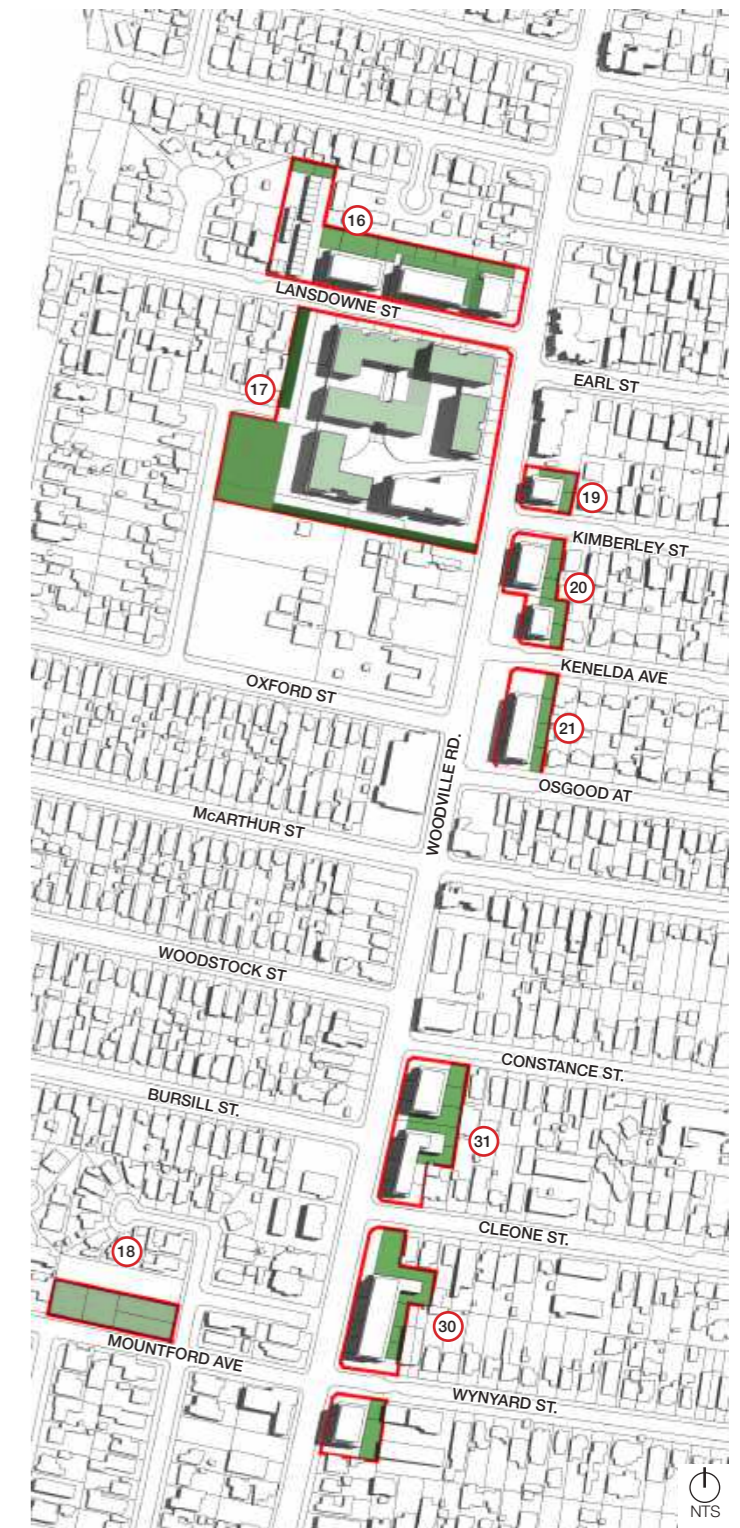 16
LANSDOWNE ST
EARL ST
17
19
KIMBERLEY ST
20
KENELDA AVE
OXFORD ST
21
WOODVILLE RD.
OSGOOD AT
McARTHUR ST
WOODSTOCK ST
CONSTANCE ST.
BURSILL ST.
31
CLEONE ST.
18
30
MOUNTFORD AVE
WYNYARD ST.
NTS